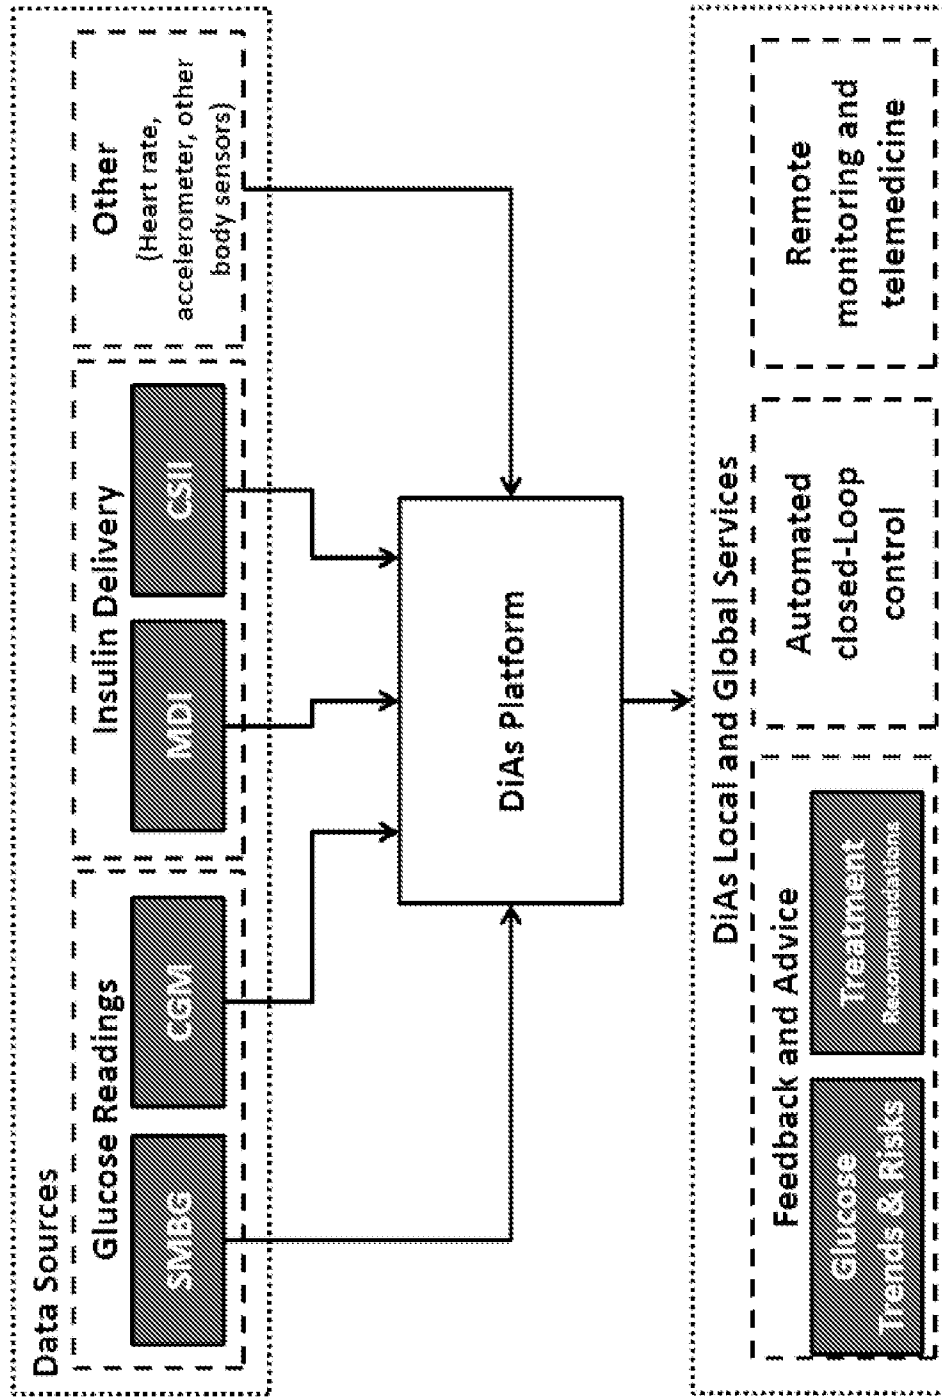 Data Sources
Glucose Readings
SMBG
CGM
Insulin Delivery
MDI
CSII
Other
(Heart rate,
accelerometer, other
body sensors)
DiAs Platform
DiAs Local and Global Services
Feedback and Advice
Glucose
Trends & Risks
Treatment
Recommendations
Automated
closed-Loop
control
Remote
monitoring and
telemedicine